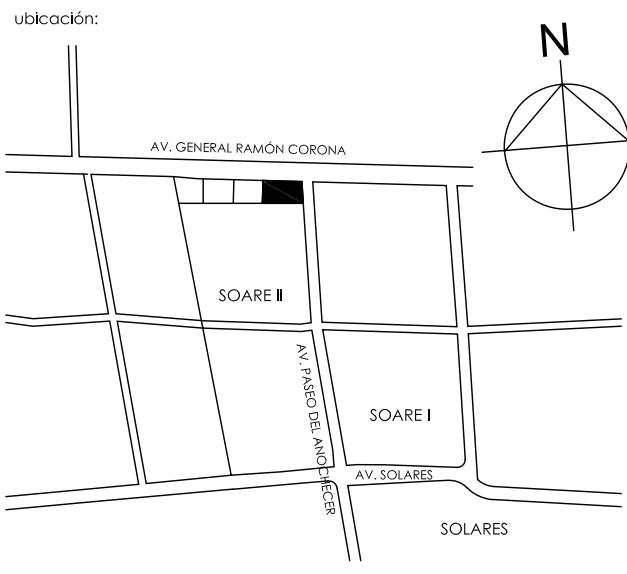 ubicación:
N
AV. GENERAL RAMÓN CORONA
SOARE II
AV. PASEO DEL ANOCHECER
SOARE I
AV. SOLARES
SOLARES